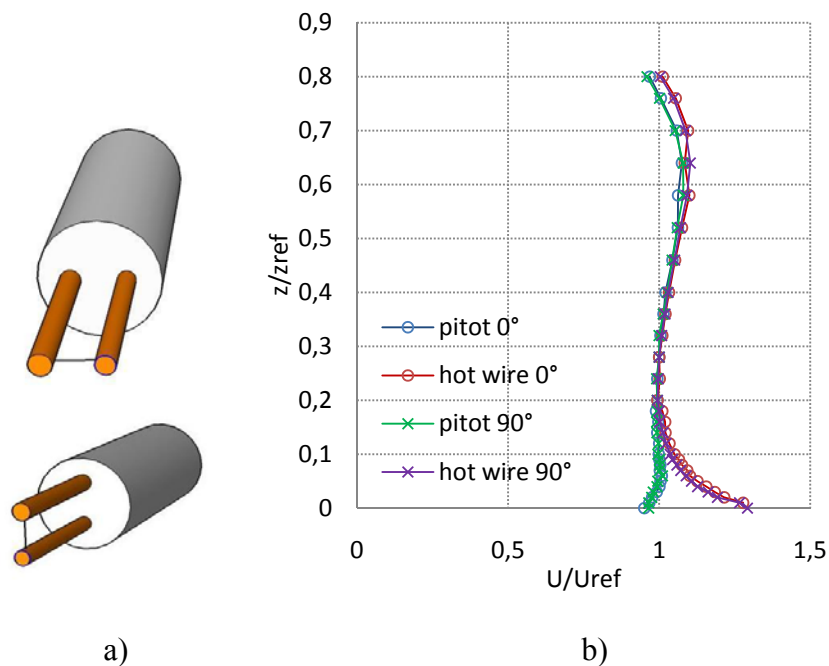 0,9
0,8
0,7
0,6
0,5
0,4
0,3
0,2
0,1
0
z/zref
pitot 0°
hot wire 0°
pitot 90°
hot wire 90°
0 0,5 1 1,5
U/Uref
a) b)